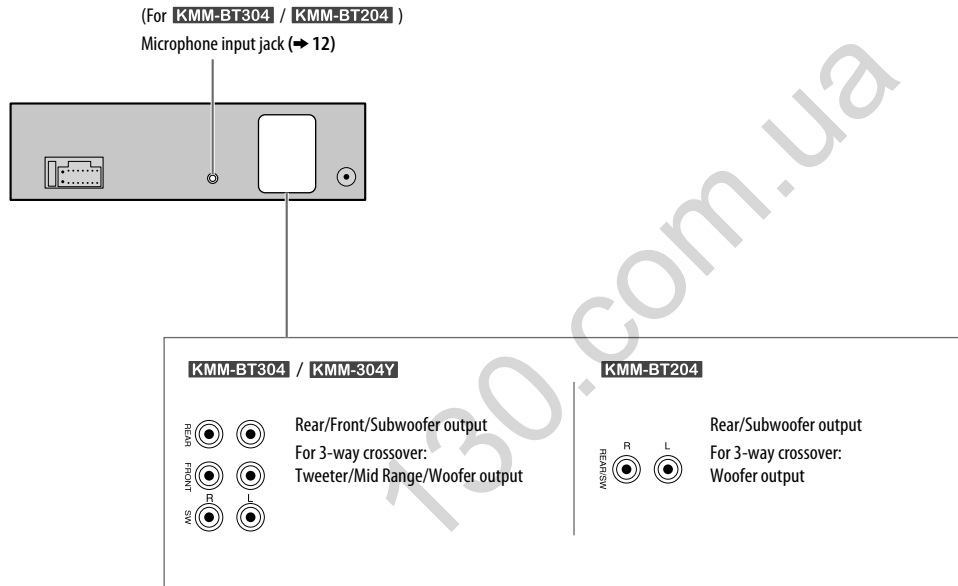 (For KMM-BT304 / KMM-BT204 )
Microphone input jack (➔ 12)
KMM-BT304 / KMM-304Y
REAR
FRONT
R L
SW
Rear/Front/Subwoofer output
For 3-way crossover:
Tweeter/Mid Range/Woofer output
KMM-BT204
R L
REAR/SW
Rear/Subwoofer output
For 3-way crossover:
Woofer output
130.com.ua